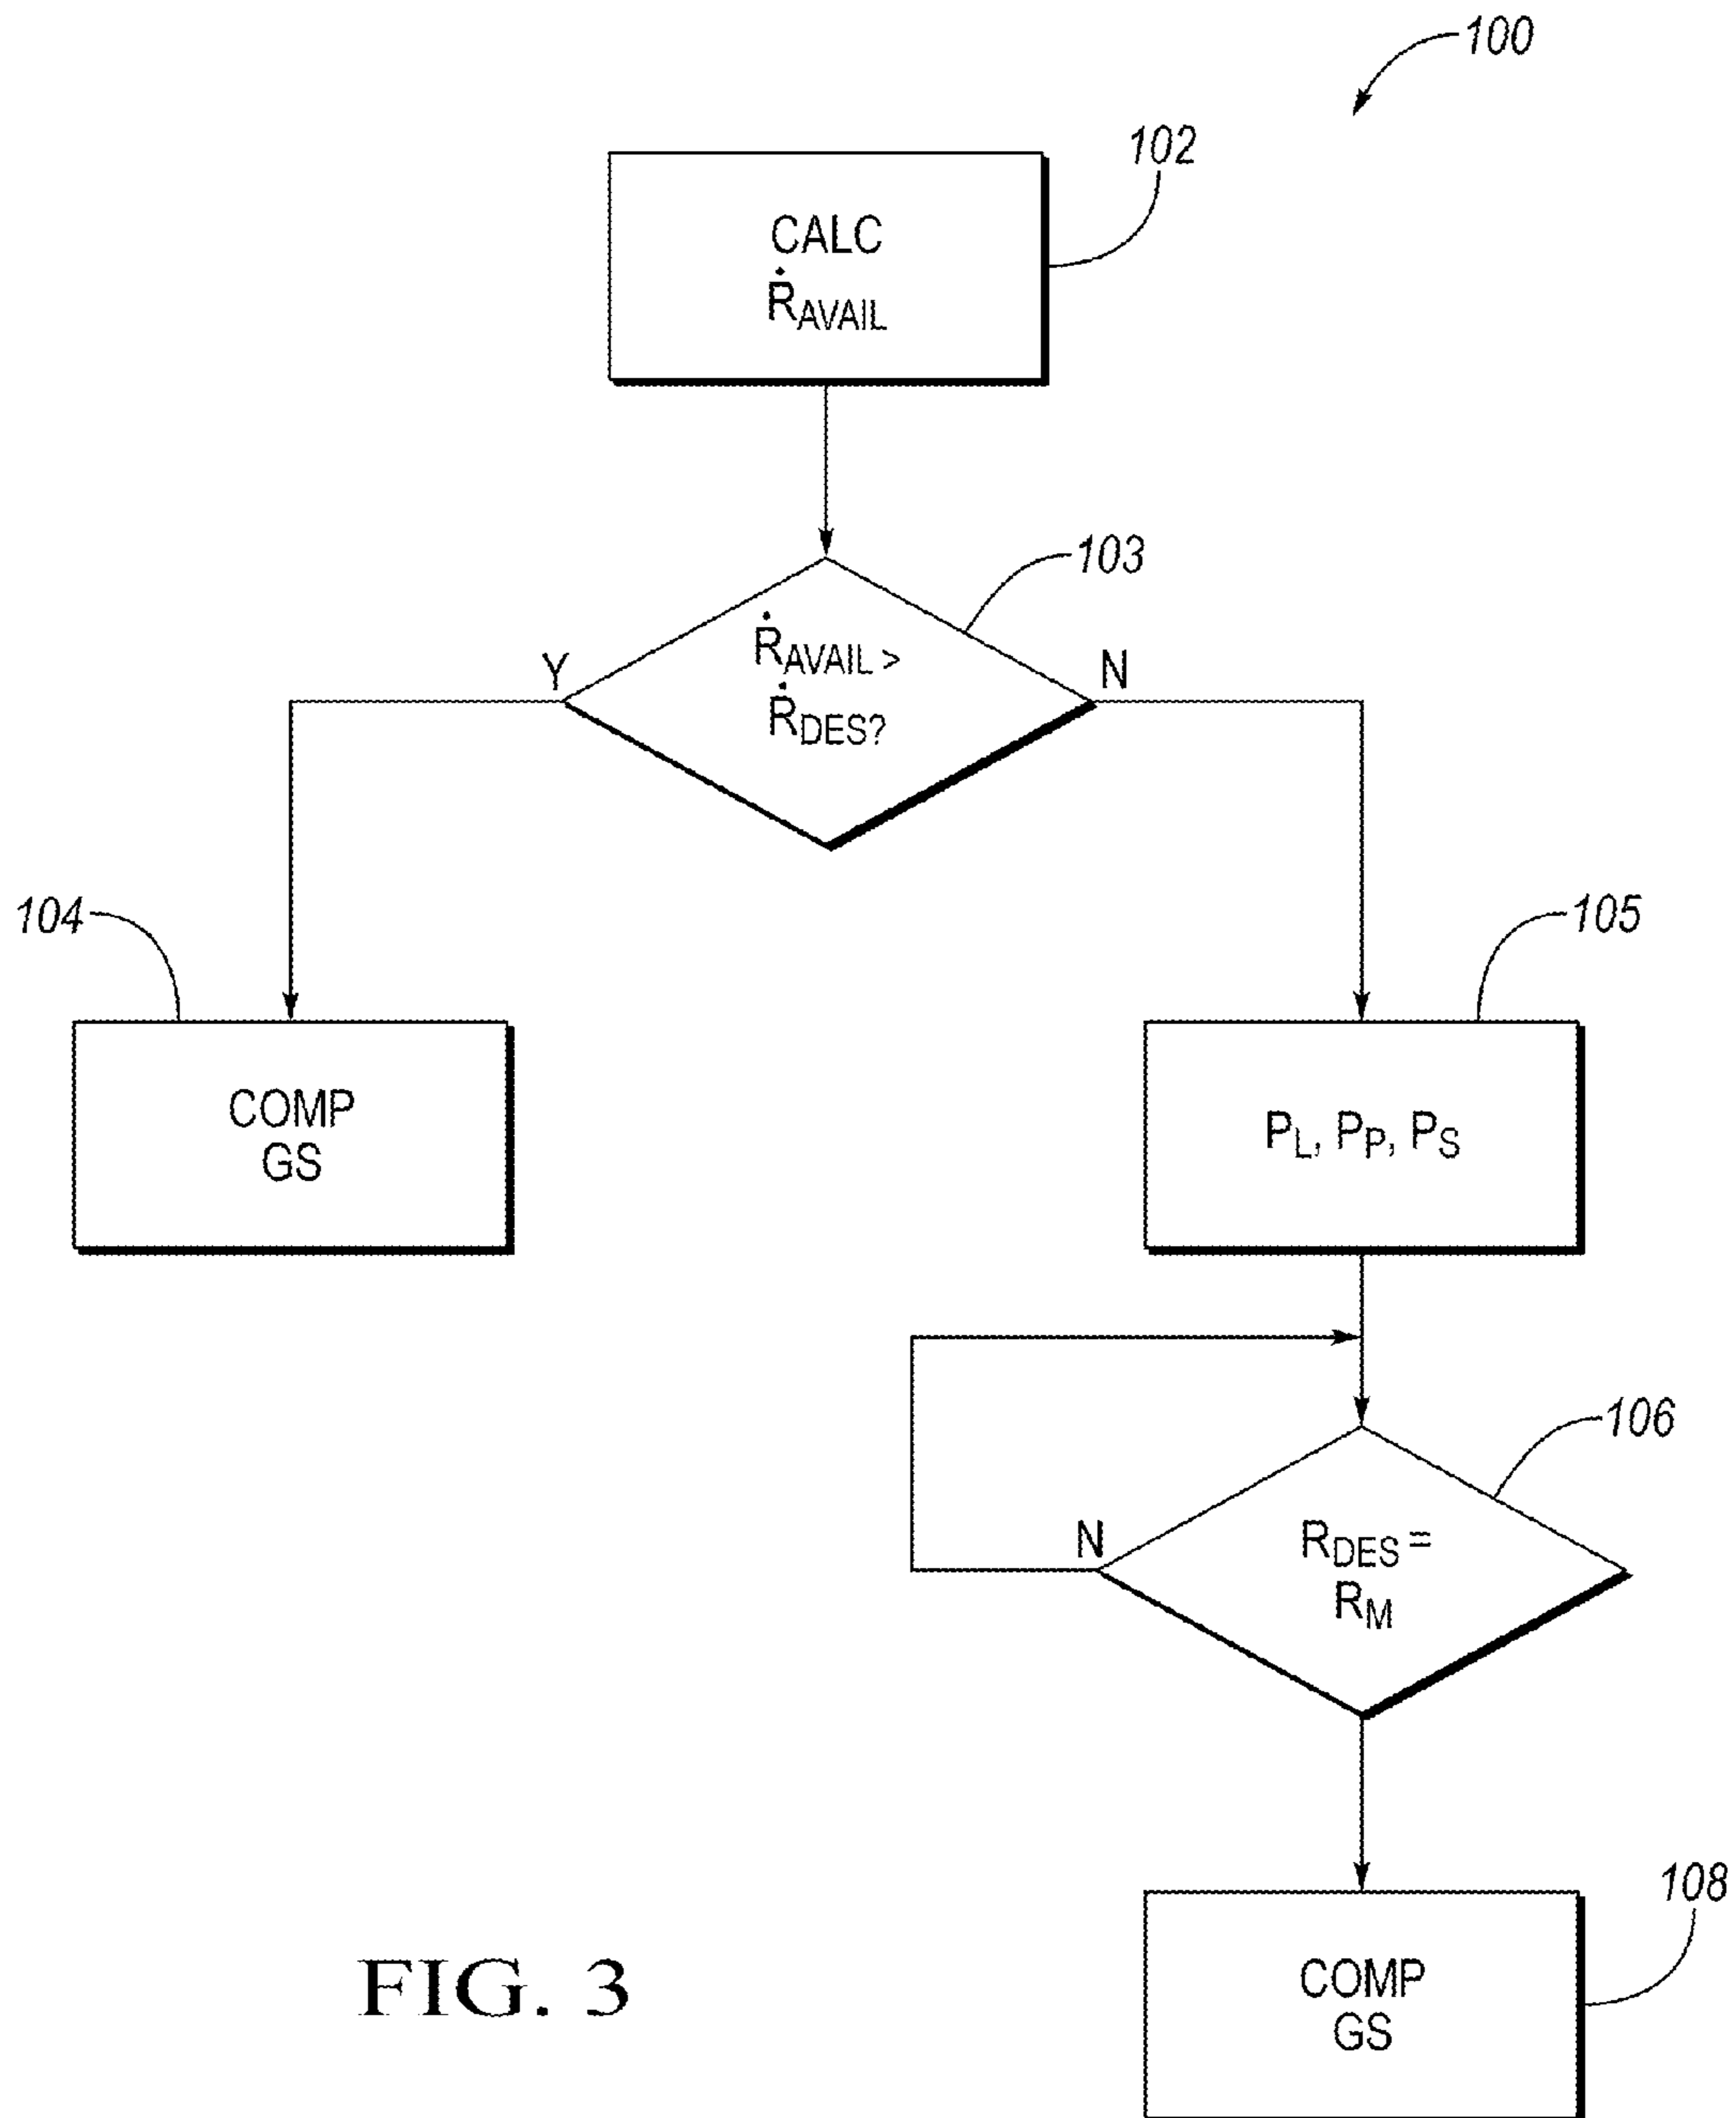 100
102
CALC
ṘAVAIL
103
ṘAVAIL >
ṘDES?
Y
N
104
105
COMP
GS
PL, PP, PS
106
N
RDES =
RM
108
COMP
GS
FIG. 3